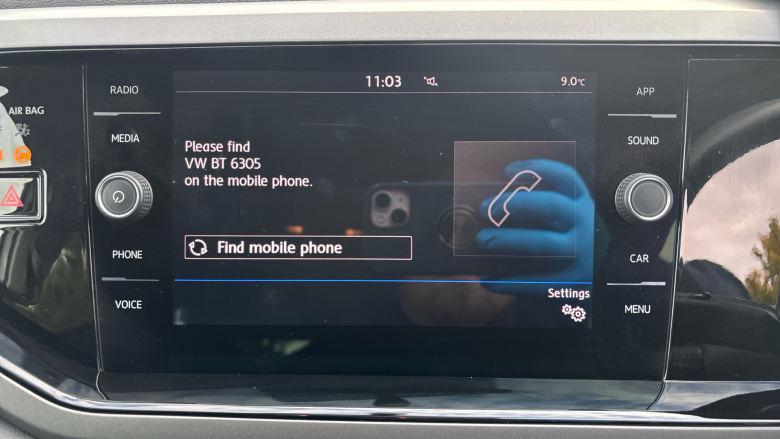 AIR BAG
RADIO
MEDIA
PHONE
VOICE
11:03
9.0°C
Please find
VW BT 6305
on the mobile phone.
Find mobile phone
Settings
APP
SOUND
CAR
MENU